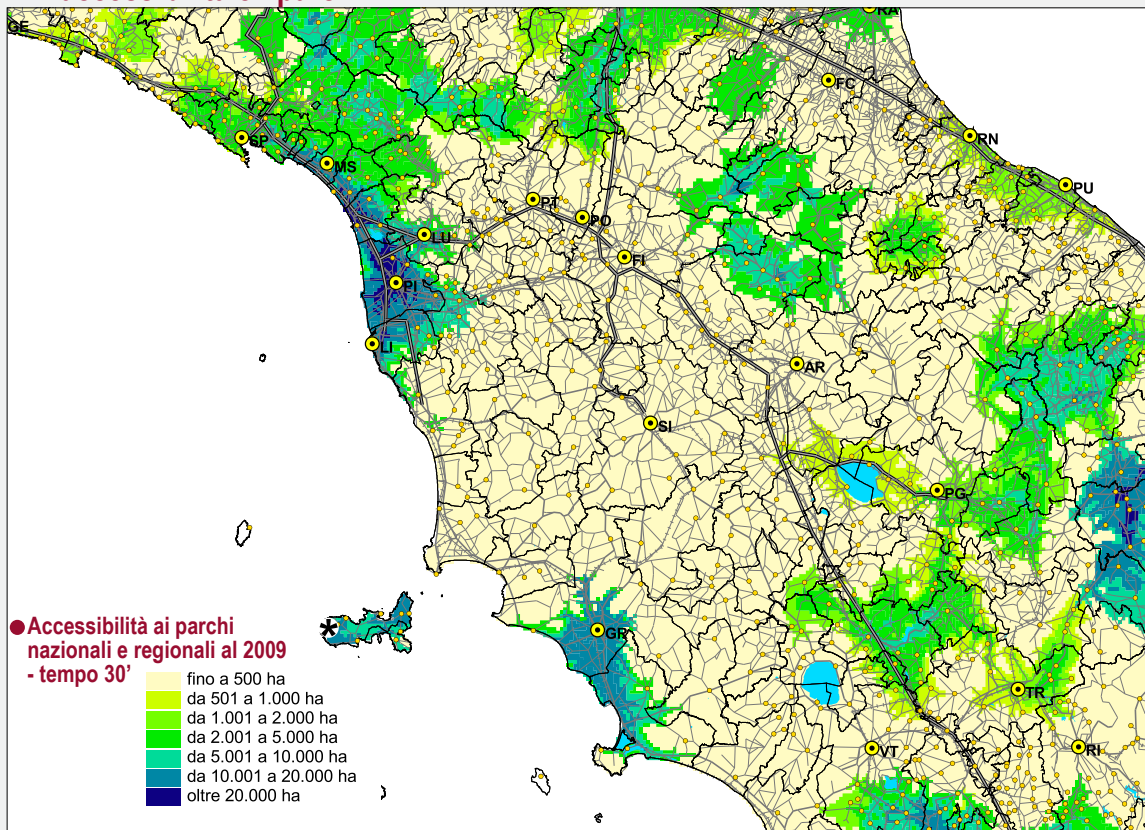 GE
RA
FC
SP
RN
MS
PU
PT
PO
LU
FI
PI
LI
AR
SI
PG
*
GR
TR
VT
RI
Accessibilità ai parchi
nazionali e regionali al 2009
- tempo 30'
fino a 500 ha
da 501 a 1.000 ha
da 1.001 a 2.000 ha
da 2.001 a 5.000 ha
da 5.001 a 10.000 ha
da 10.001 a 20.000 ha
oltre 20.000 ha